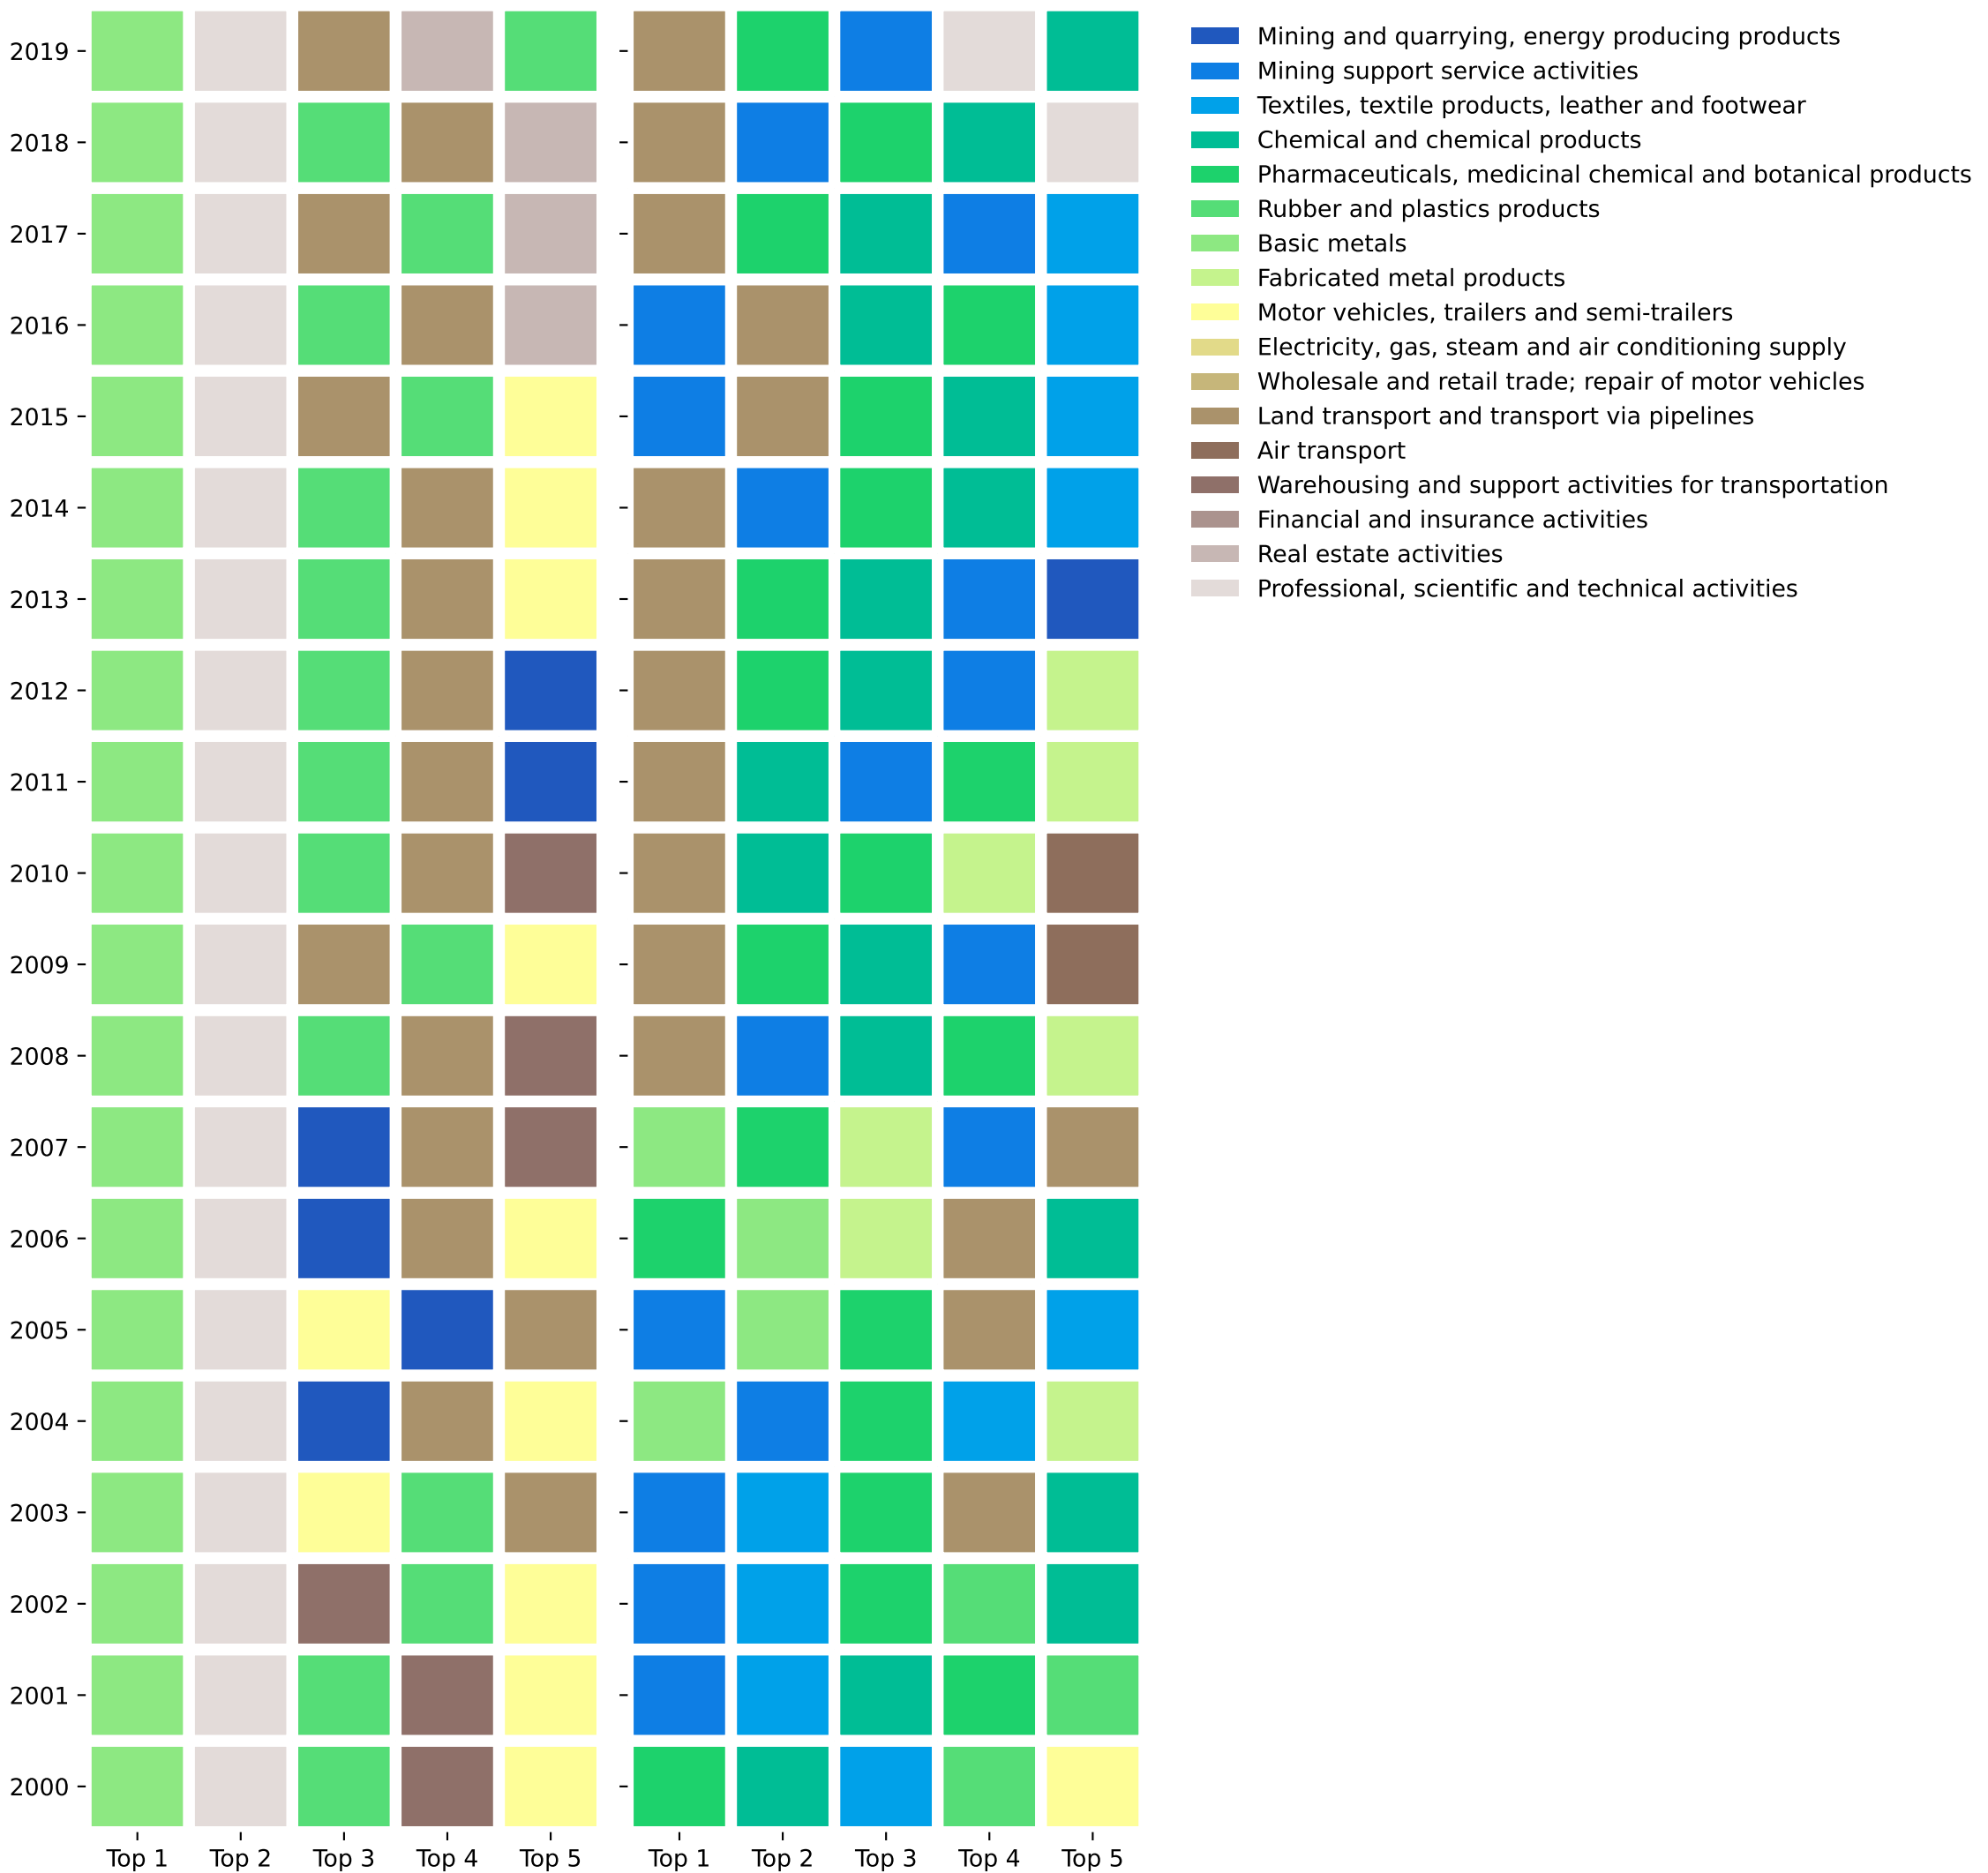 2019
2018
2017
2016
2015
2014
2013
2012
2011
2010
2009
2008
2007
2006
2005
2004
2003
2002
2001
2000
Top 1 Top 2 Top 3 Top 4 Top 5
Top 1 Top 2 Top 3 Top 4 Top 5
Mining and quarrying, energy producing products
Mining support service activities
Textiles, textile products, leather and footwear
Chemical and chemical products
Pharmaceuticals, medicinal chemical and botanical products
Rubber and plastics products
Basic metals
Fabricated metal products
Motor vehicles, trailers and semi-trailers
Electricity, gas, steam and air conditioning supply
Wholesale and retail trade; repair of motor vehicles
Land transport and transport via pipelines
Air transport
Warehousing and support activities for transportation
Financial and insurance activities
Real estate activities
Professional, scientific and technical activities